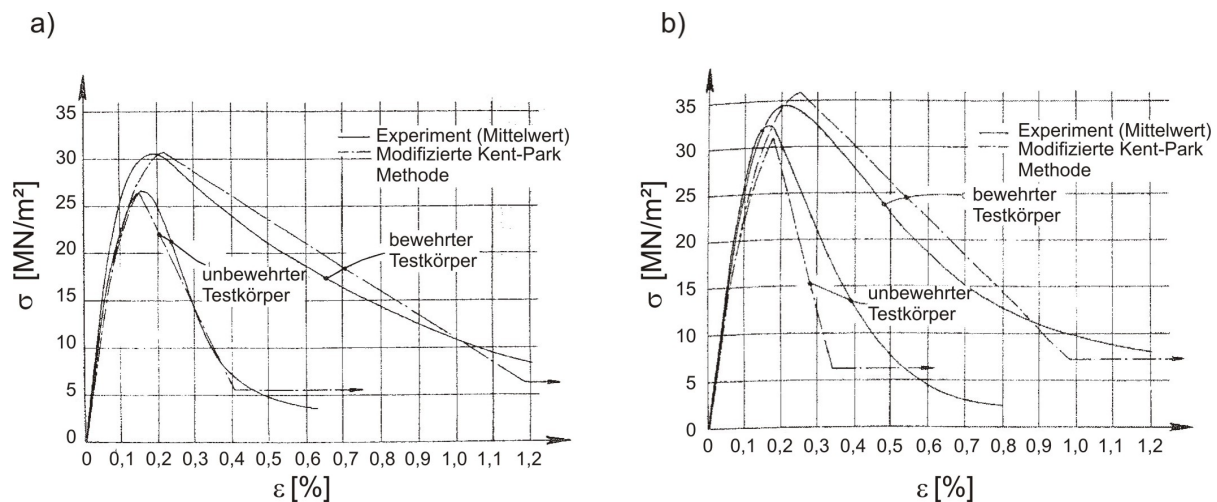 a)
σ [MN/m²]
35
30
25
20
15
10
5
0
Experiment (Mittelwert)
Modifizierte Kent-Park
Methode
bewehrter
Testkörper
unbewehrter
Testkörper
0 0,1 0,2 0,3 0,4 0,5 0,6 0,7 0,8 0,9 1,0 1,1 1,2
ε [%]
b)
σ [MN/m²]
35
30
25
20
15
10
5
0
Experiment (Mittelwert)
Modifizierte Kent-Park
Methode
bewehrter
Testkörper
unbewehrter
Testkörper
0 0,1 0,2 0,3 0,4 0,5 0,6 0,7 0,8 0,9 1,0 1,1 1,2
ε [%]